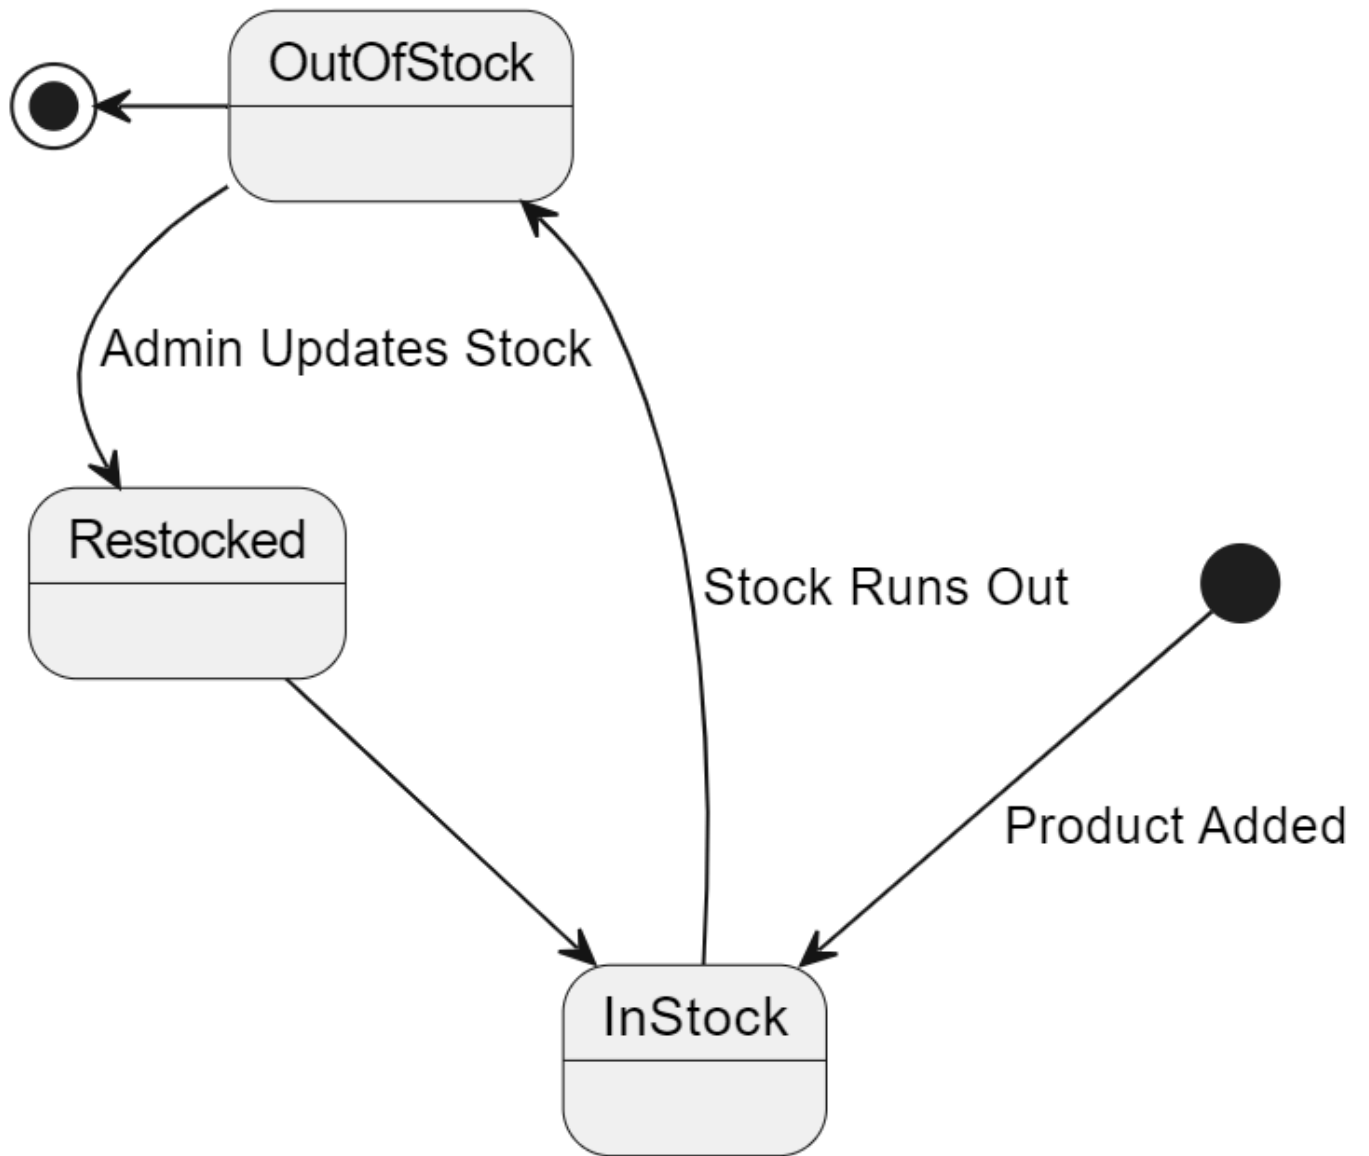 OutOfStock
Admin Updates Stock
Restocked
Stock Runs Out
Product Added
InStock